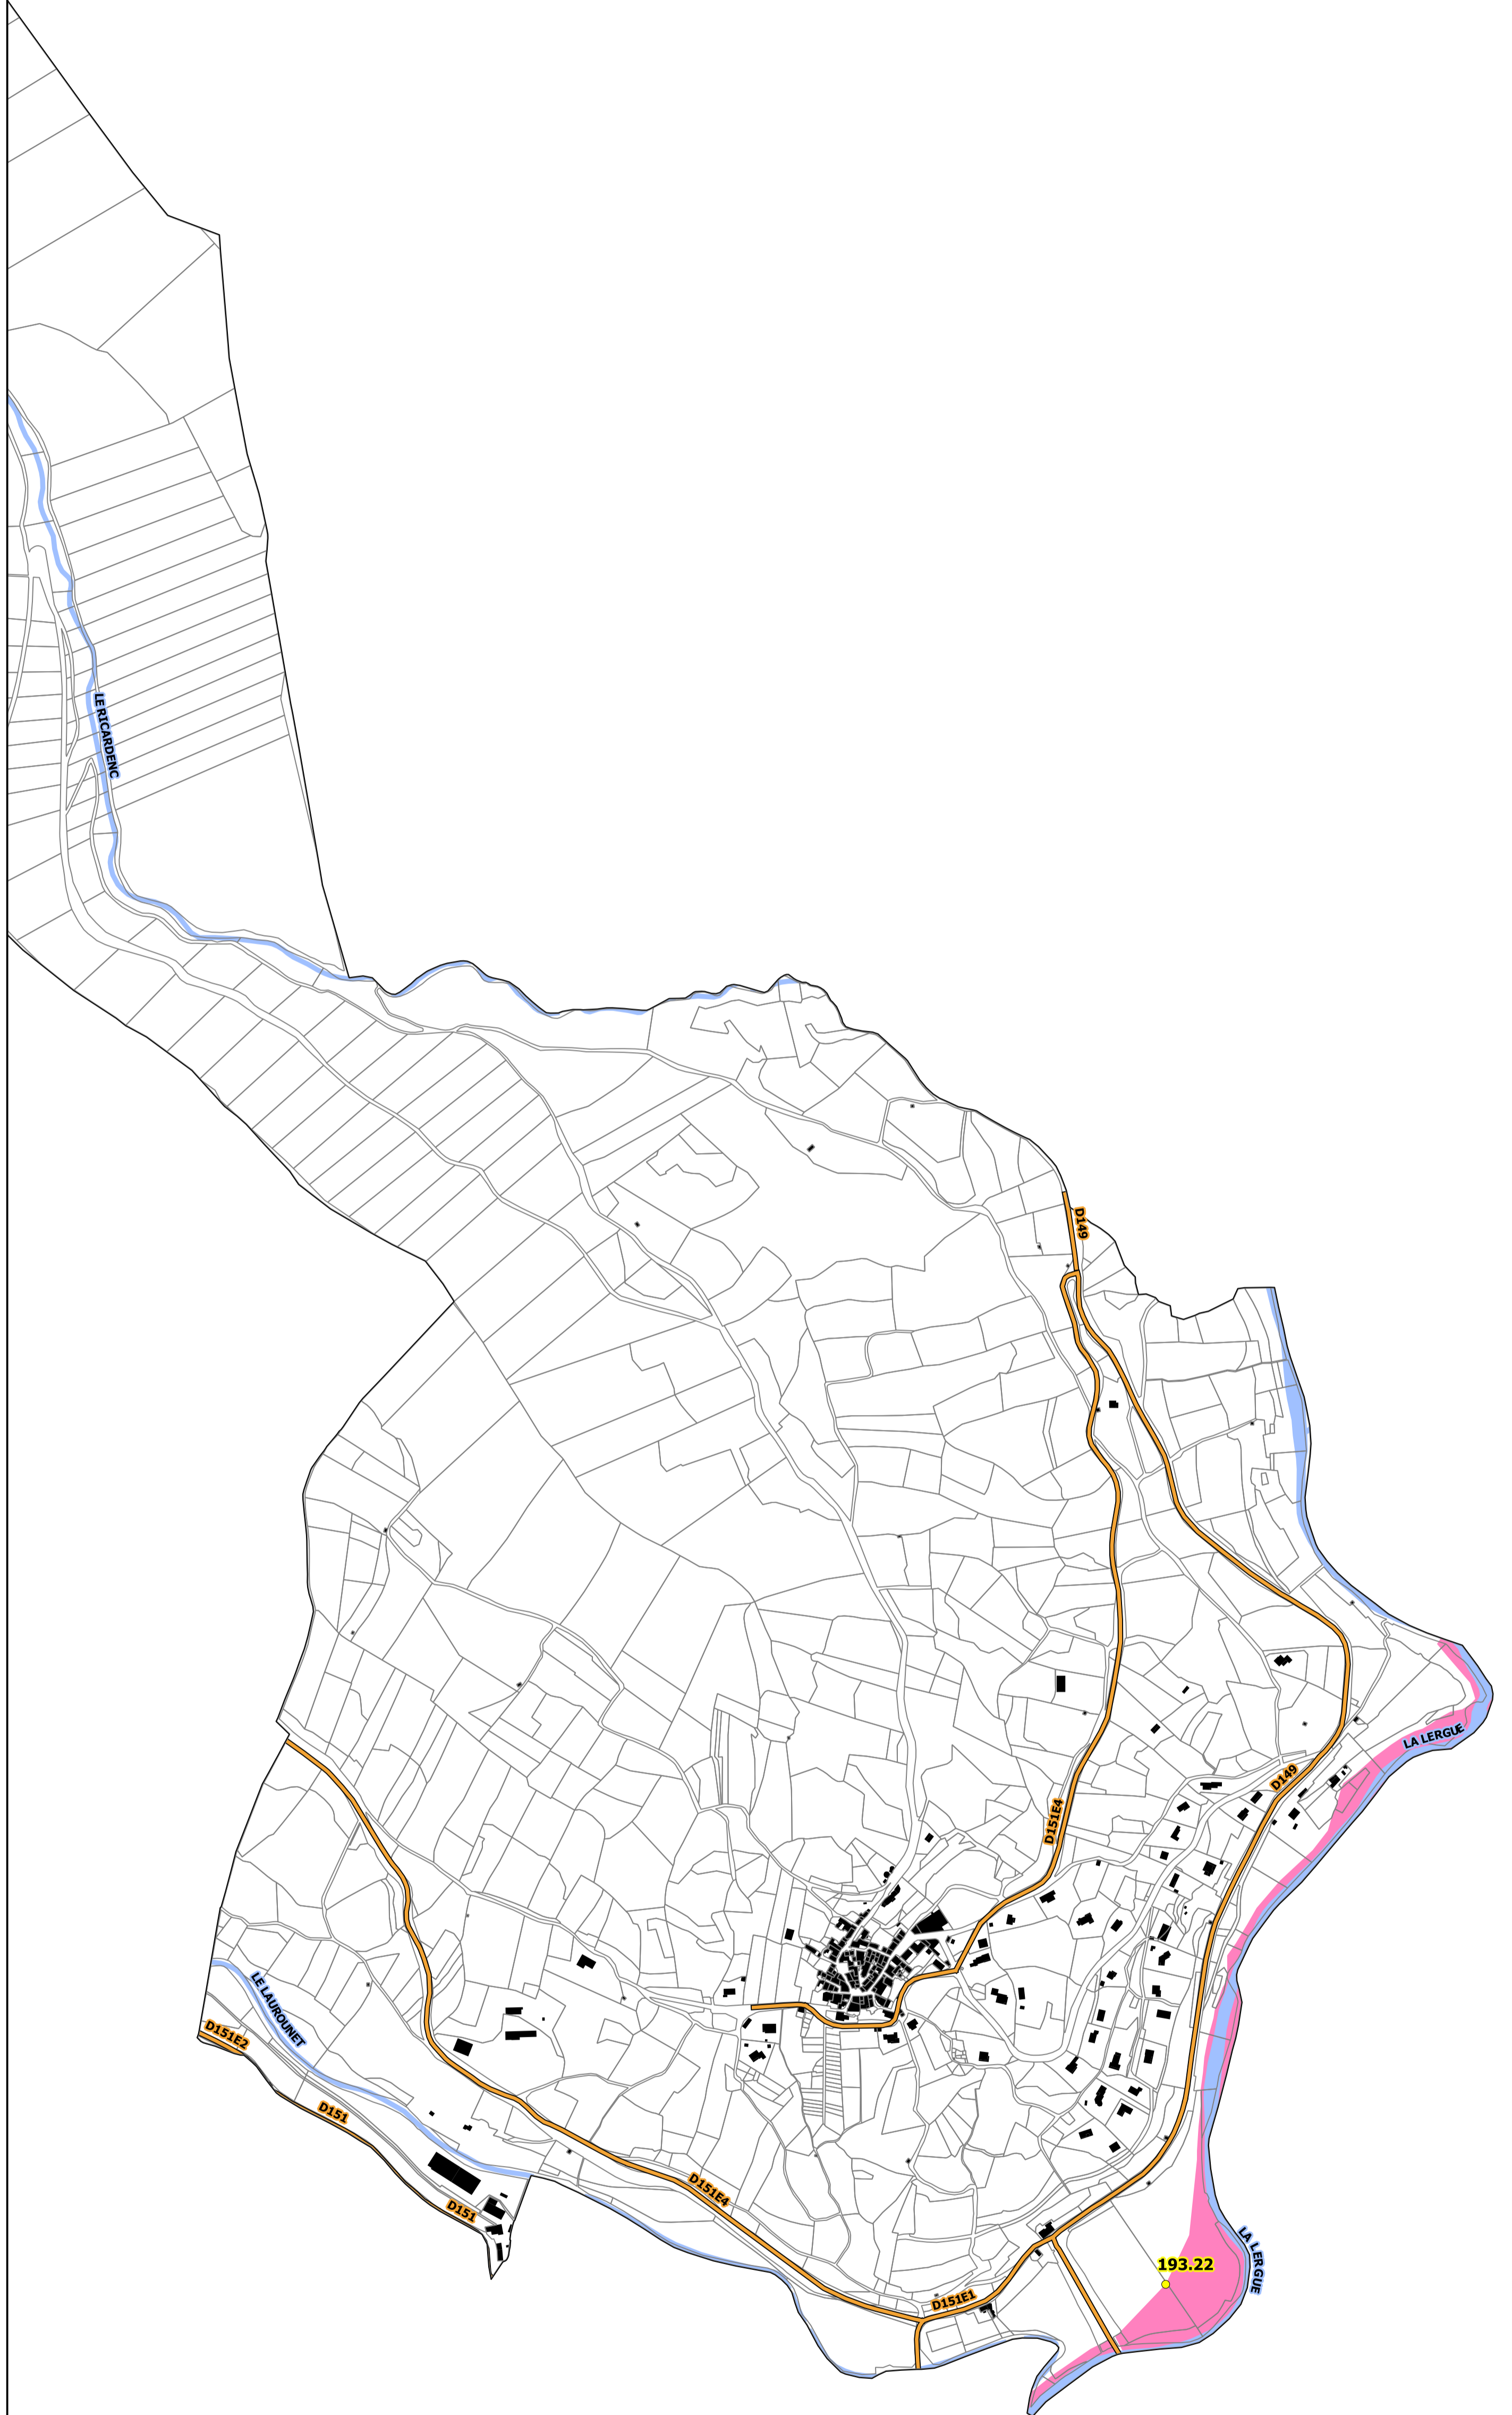 LE RICARDENC
D149
LA LERGUE
D149
D151E4
LE LAUROUNET
D151E2
D151
D151E4
D151
193.22
LA LERGUE
D151E1